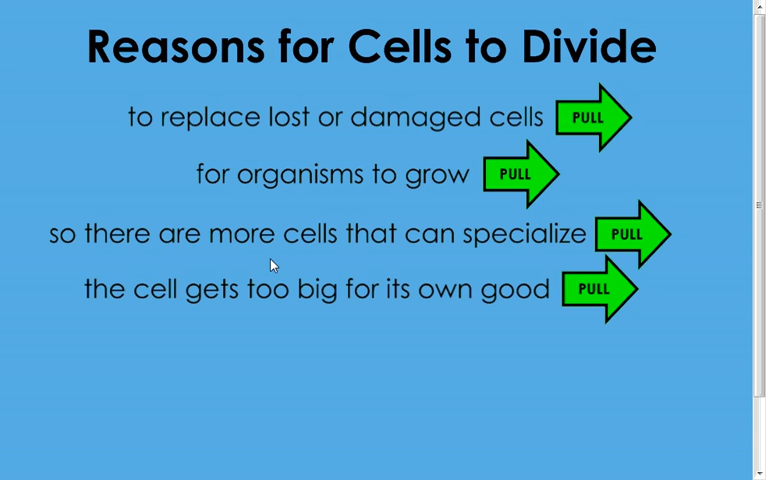 Reasons for Cells to Divide
to replace lost or damaged cells PULL
for organisms to grow PULL
so there are more cells that can specialize PULL
the cell gets too big for its own good PULL